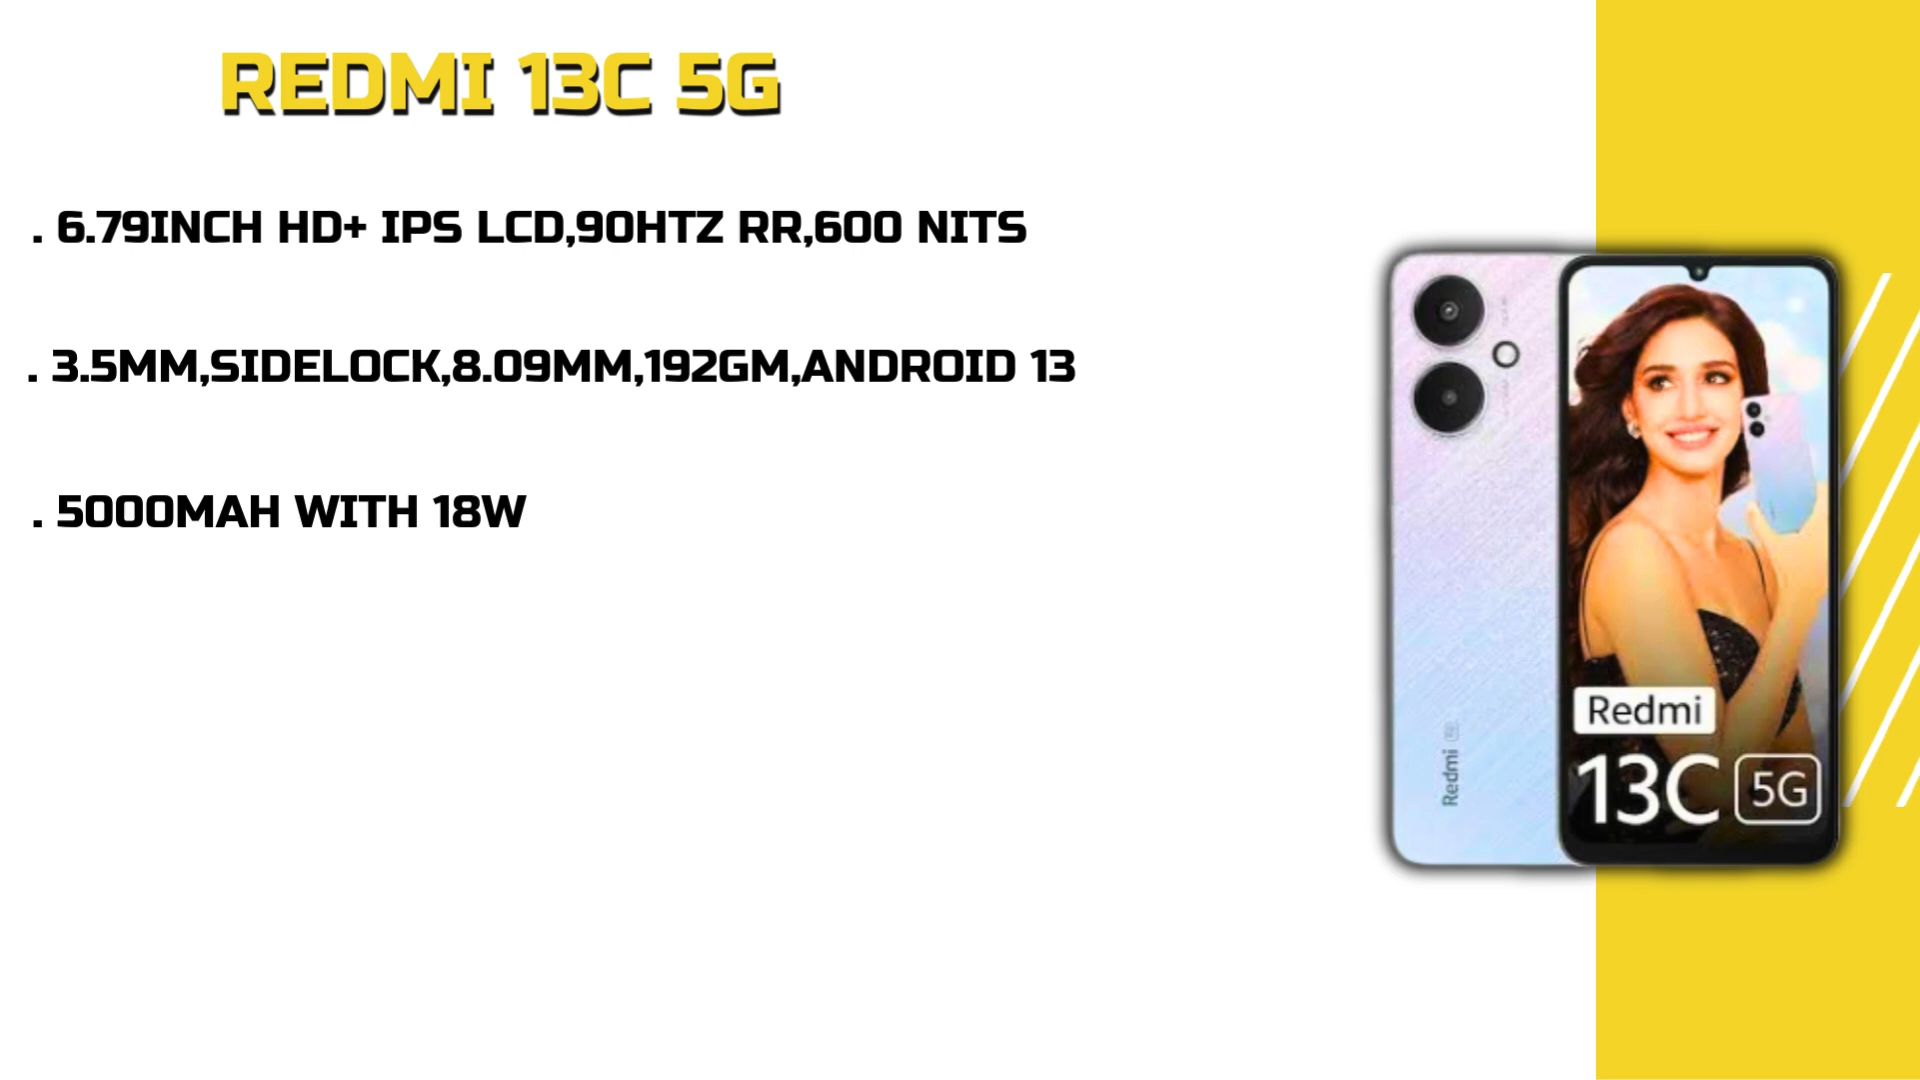 REDMI 13C 5G
. 6.79INCH HD+ IPS LCD,90HTZ RR,600 NITS
. 3.5MM,SIDELOCK,8.09MM,192GM,ANDROID 13
. 5000MAH WITH 18W
Redmi
Redmi
13C 5G